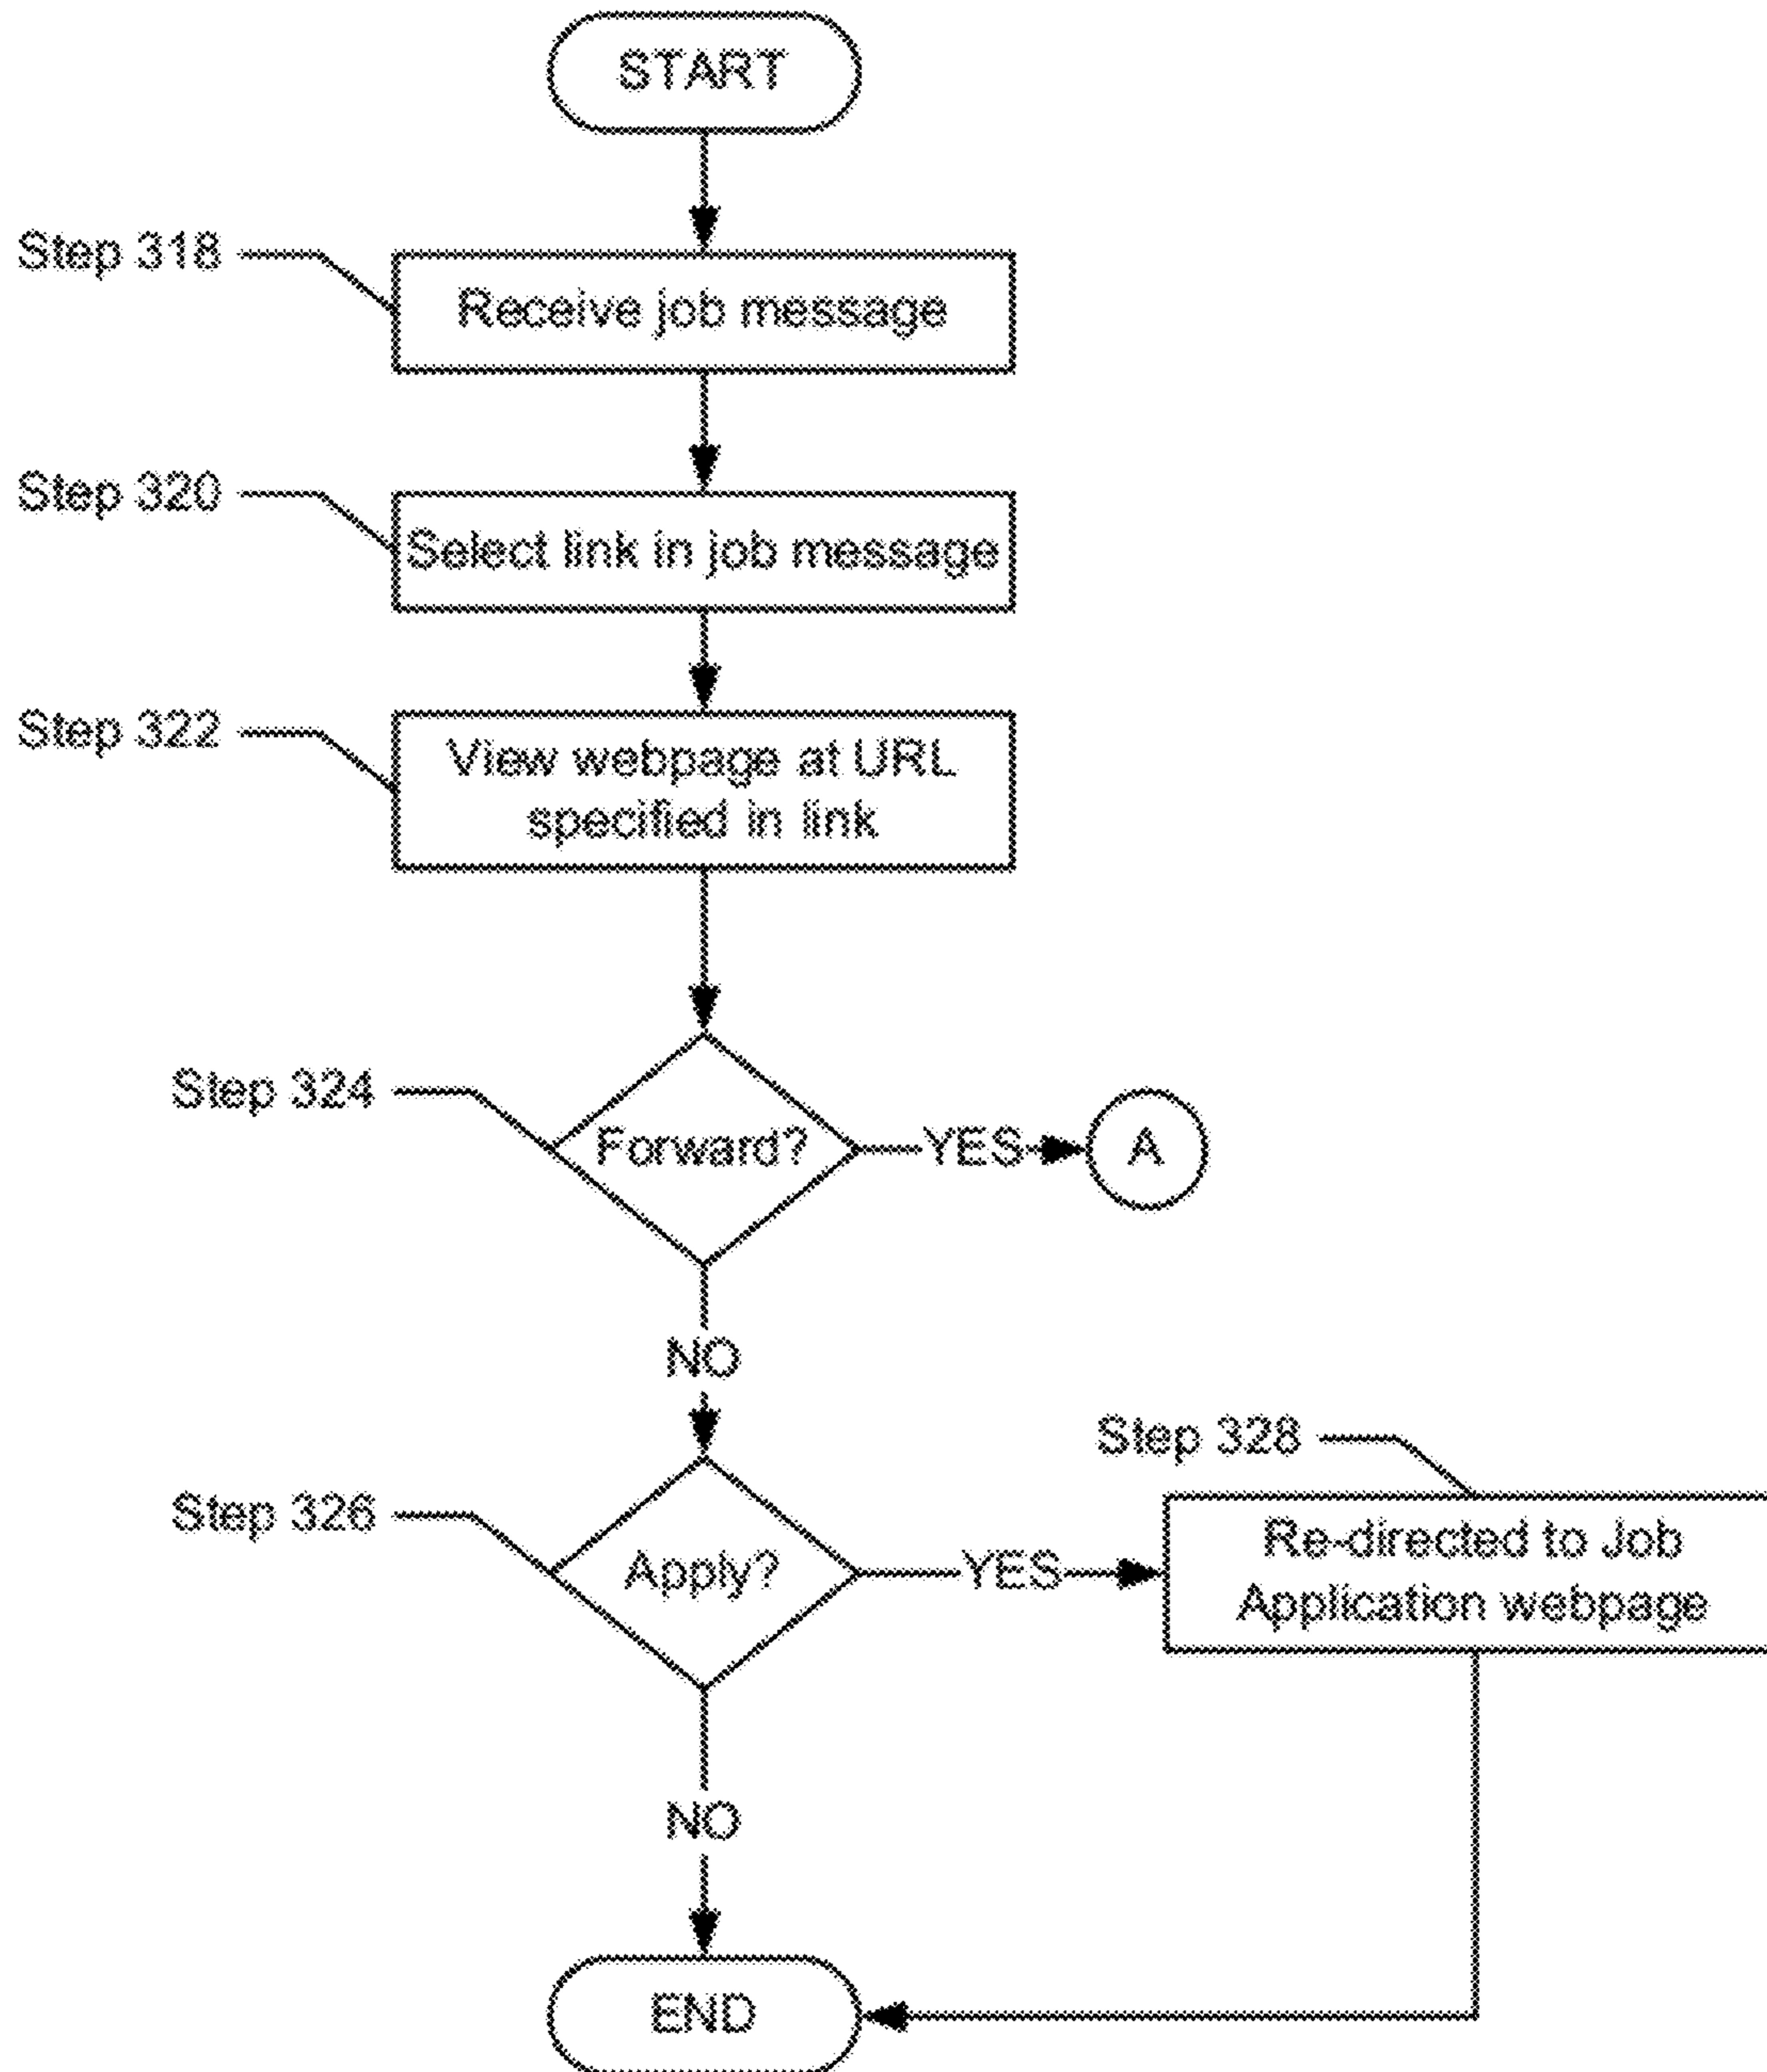 START
Step 318
Receive job message
Step 320
Select link in job message
Step 322
View webpage at URL
specified in link
Step 324
Forward?
YES
A
NO
Step 328
Step 326
Apply?
YES
Re-directed to Job
Application webpage
NO
END